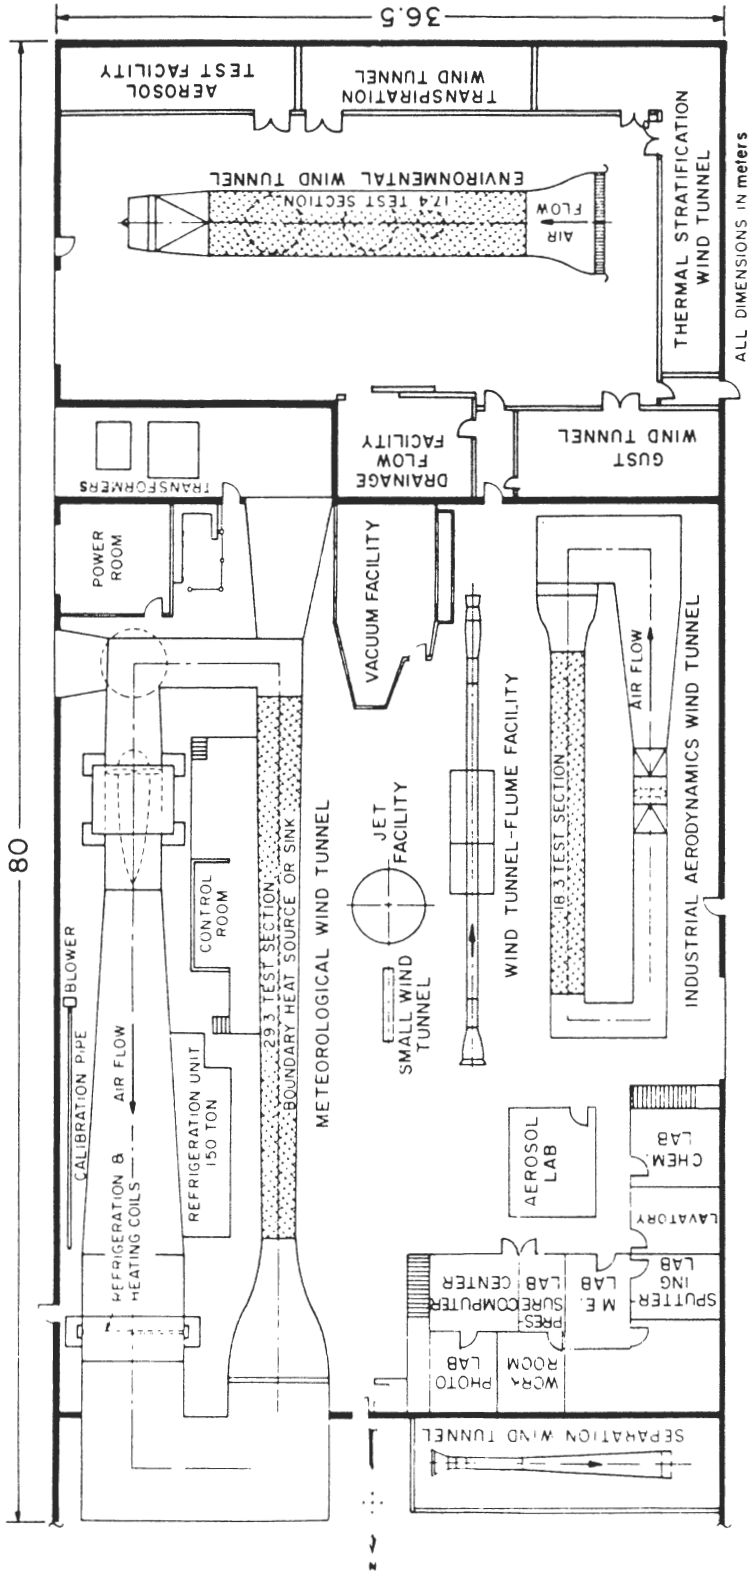 36.5
80
ALL DIMENSIONS IN meters
AEROSOL
TEST FACILITY
TRANSPIRATION
WIND TUNNEL
THERMAL STRATIFICATION
WIND TUNNEL
ENVIRONMENTAL WIND TUNNEL
17.4 TEST SECTION
AIR
FLOW
TRANSFORMERS
DRAINAGE
FLOW
FACILITY
GUST
WIND TUNNEL
POWER
ROOM
VACUUM FACILITY
AIR FLOW
INDUSTRIAL AERODYNAMICS WIND TUNNEL
18.3 TEST SECTION
WIND TUNNEL-FLUME FACILITY
JET
FACILITY
SMALL WIND
TUNNEL
CONTROL
ROOM
29.3 TEST SECTION
BOUNDARY HEAT SOURCE OR SINK
METEOROLOGICAL WIND TUNNEL
BLOWER
CALIBRATION PIPE
AIR FLOW
REFRIGERATION &
HEATING COILS
REFRIGERATION UNIT
150 TON
AEROSOL
LAB
CHEM.
LAB
LAVATORY
SPUTTER-
ING
LAB
M.E.
LAB
PRES
SURE
LAB
COMPUTER
CENTER
PHOTO
LAB
WORK
ROOM
SEPARATION WIND TUNNEL
N